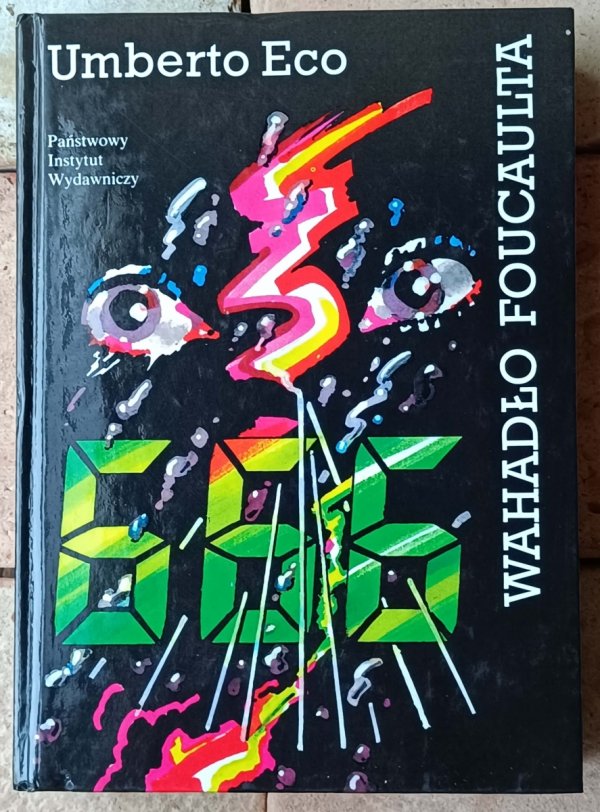 Umberto Eco
Państwowy
Instytut
Wydawniczy
WAHADŁO FOUCAULTA
666